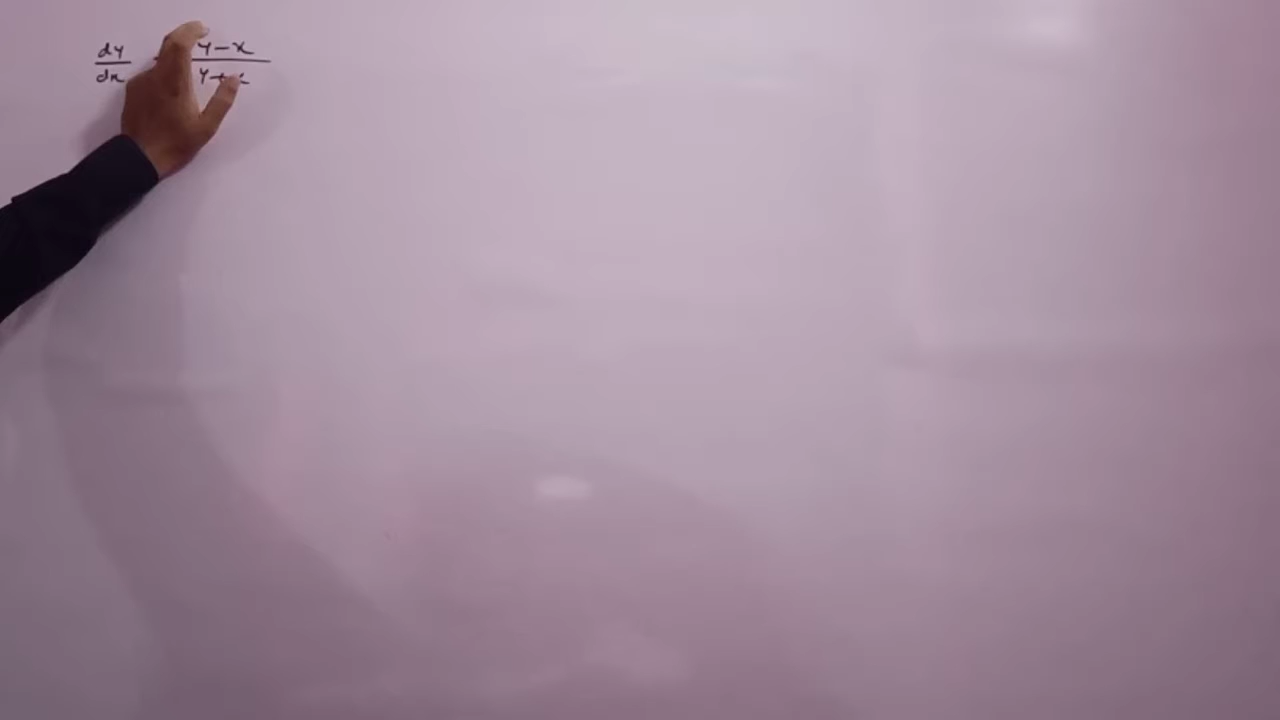 dy/dx = y-x/y+x